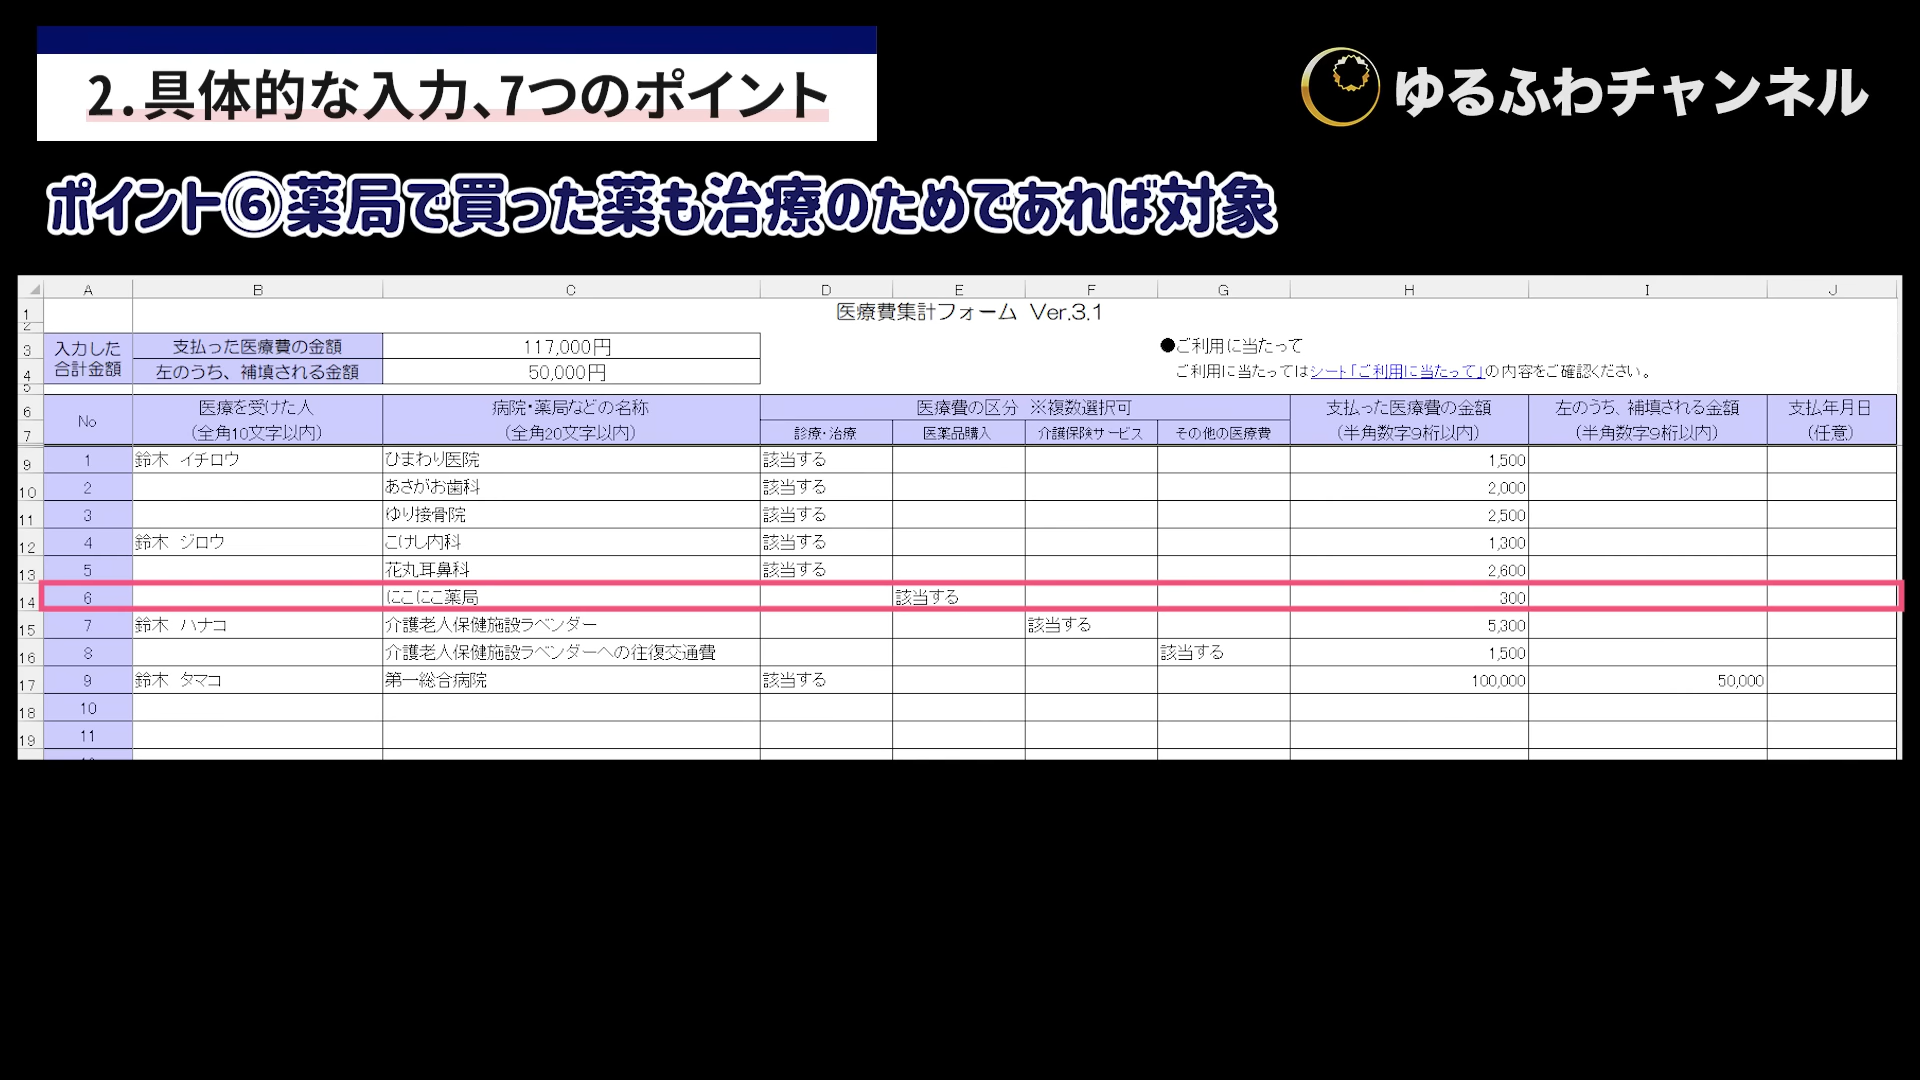 2.具体的な入力、7つのポイント
ゆるふわチャンネル
ポイント⑥薬局で買った薬も治療のためであれば対象
A B C D E F G H I J
1 医療費集計フォーム Ver.3.1
2
3 入力した合計金額 支払った医療費の金額 117,000円 ●ご利用に当たって
4 左のうち、補填される金額 50,000円 ご利用に当たってはシート「ご利用に当たって」の内容をご確認ください。
5
6 No 医療を受けた人 病院・薬局などの名称 医療費の区分 ※複数選択可 支払った医療費の金額 左のうち、補填される金額 支払年月日
7 (全角10文字以内) (全角20文字以内) 診療・治療 医薬品購入 介護保険サービス その他の医療費 (半角数字9桁以内) (半角数字9桁以内) (任意)
9 1 鈴木 イチロウ ひまわり医院 該当する 1,500
10 2 あさがお歯科 該当する 2,000
11 3 ゆり接骨院 該当する 2,500
12 4 鈴木 ジロウ こけし内科 該当する 1,300
13 5 花丸耳鼻科 該当する 2,600
14 6 にこにこ薬局 該当する 300
15 7 鈴木 ハナコ 介護老人保健施設ラベンダー 該当する 5,300
16 8 介護老人保健施設ラベンダーへの往復交通費 該当する 1,500
17 9 鈴木 タマコ 第一総合病院 該当する 100,000 50,000
18 10
19 11